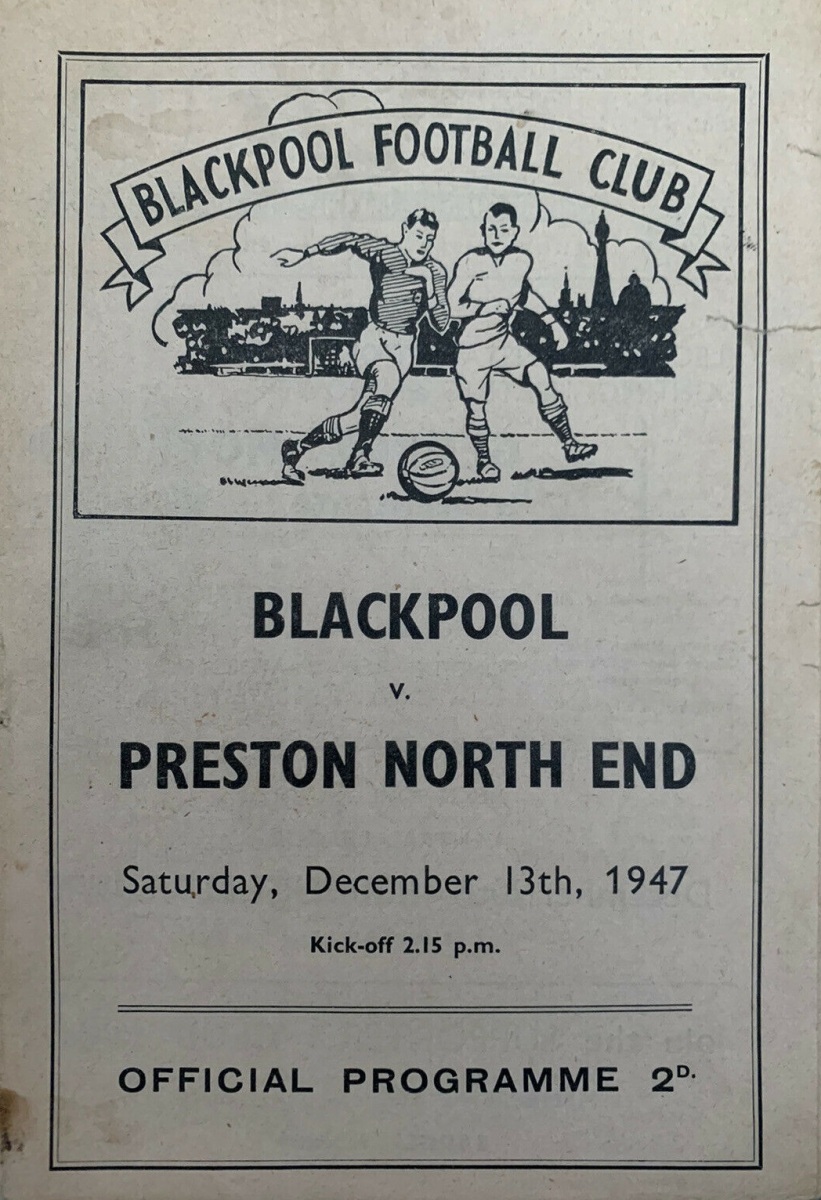 BLACKPOOL FOOTBALL CLUB
BLACKPOOL
v.
PRESTON NORTH END
Saturday, December 13th, 1947
Kick-off 2.15 p.m.
OFFICIAL PROGRAMME 2D.